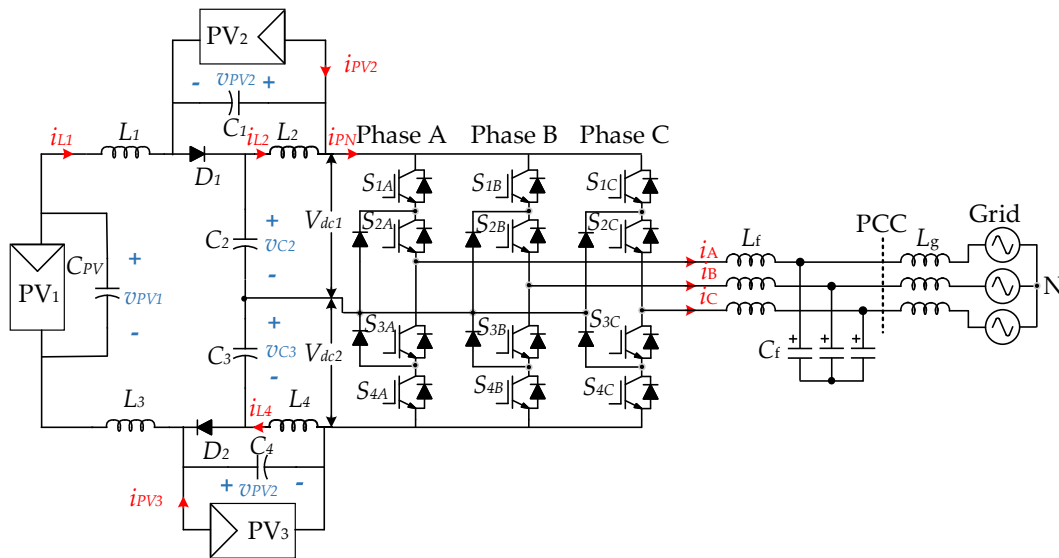 PV2
iPV2
- vPV2 +
C1
iL1
L1
iL2
L2
iPN
Phase A
Phase B
Phase C
D1
S1A
S1B
S1C
S2A
S2B
S2C
Vdc1
C2
+
vC2
-
CPV
+
vPV1
-
PV1
iA
iB
iC
Lf
PCC
Lg
Grid
N
C3
+
vC3
-
Vdc2
S3A
S3B
S3C
Cf
+
+
+
S4A
S4B
S4C
L3
iL4
L4
D2
C4
+ vPV2 -
iPV3
PV3